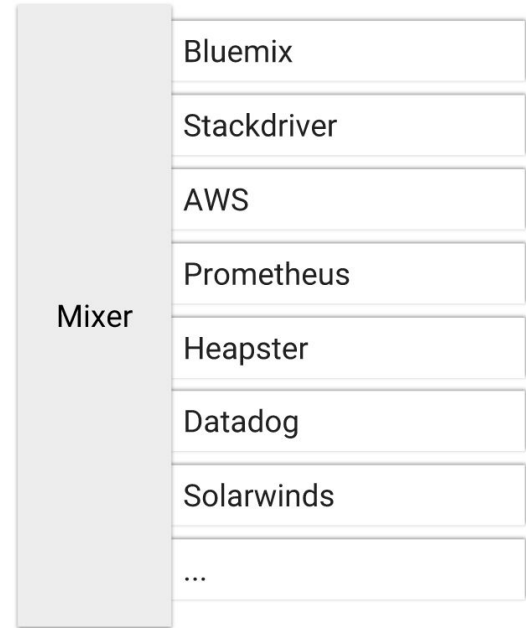 Mixer
Bluemix
Stackdriver
AWS
Prometheus
Heapster
Datadog
Solarwinds
...